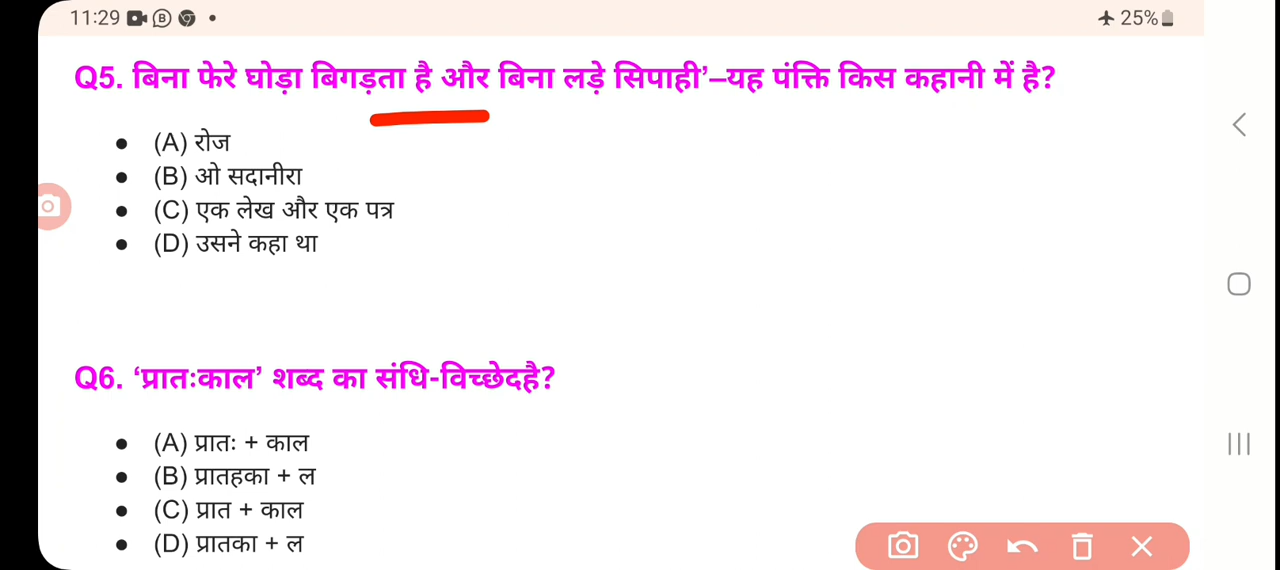 11:29
25%
Q5. बिना फेरे घोड़ा बिगड़ता है और बिना लड़े सिपाही’–यह पंक्ति किस कहानी में है?
(A) रोज
(B) ओ सदानीरा
(C) एक लेख और एक पत्र
(D) उसने कहा था
Q6. ‘प्रातःकाल’ शब्द का संधि-विच्छेदहै?
(A) प्रातः + काल
(B) प्रातहका + ल
(C) प्रात + काल
(D) प्रातका + ल